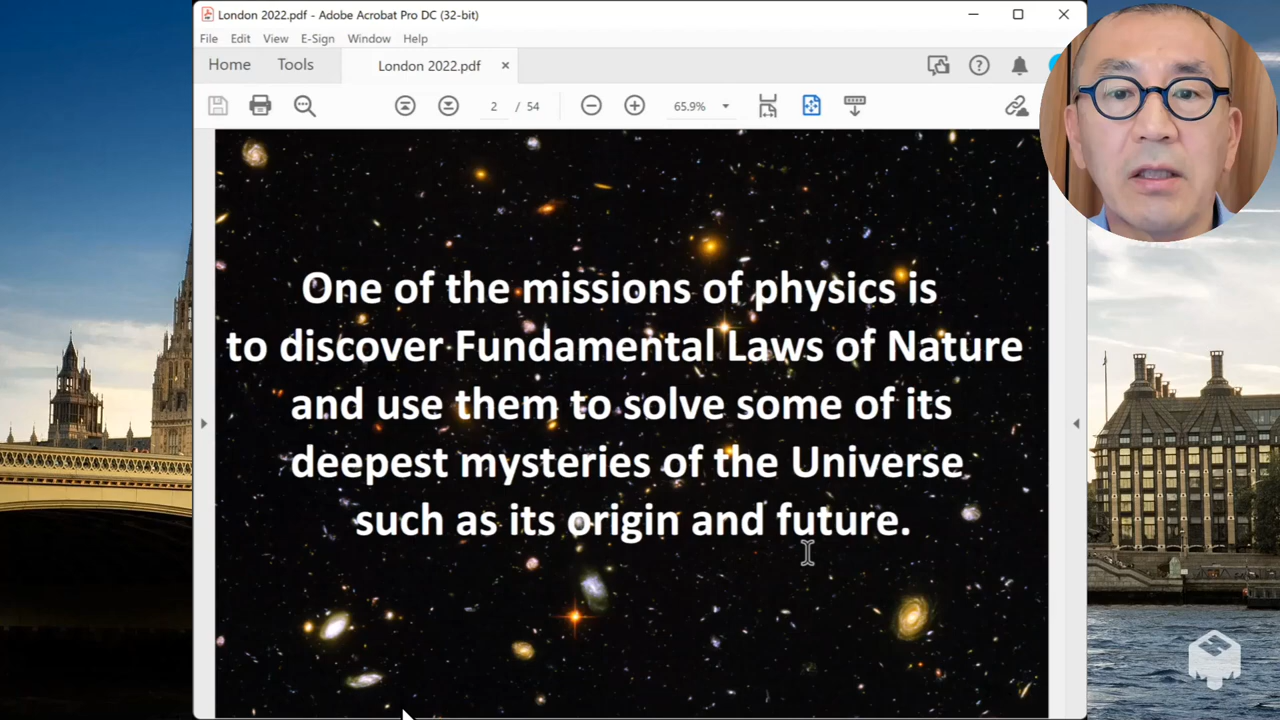 London 2022.pdf - Adobe Acrobat Pro DC (32-bit)
File Edit View E-Sign Window Help
Home Tools London 2022.pdf ×
2 / 54 65.9%
One of the missions of physics is
to discover Fundamental Laws of Nature
and use them to solve some of its
deepest mysteries of the Universe
such as its origin and future.